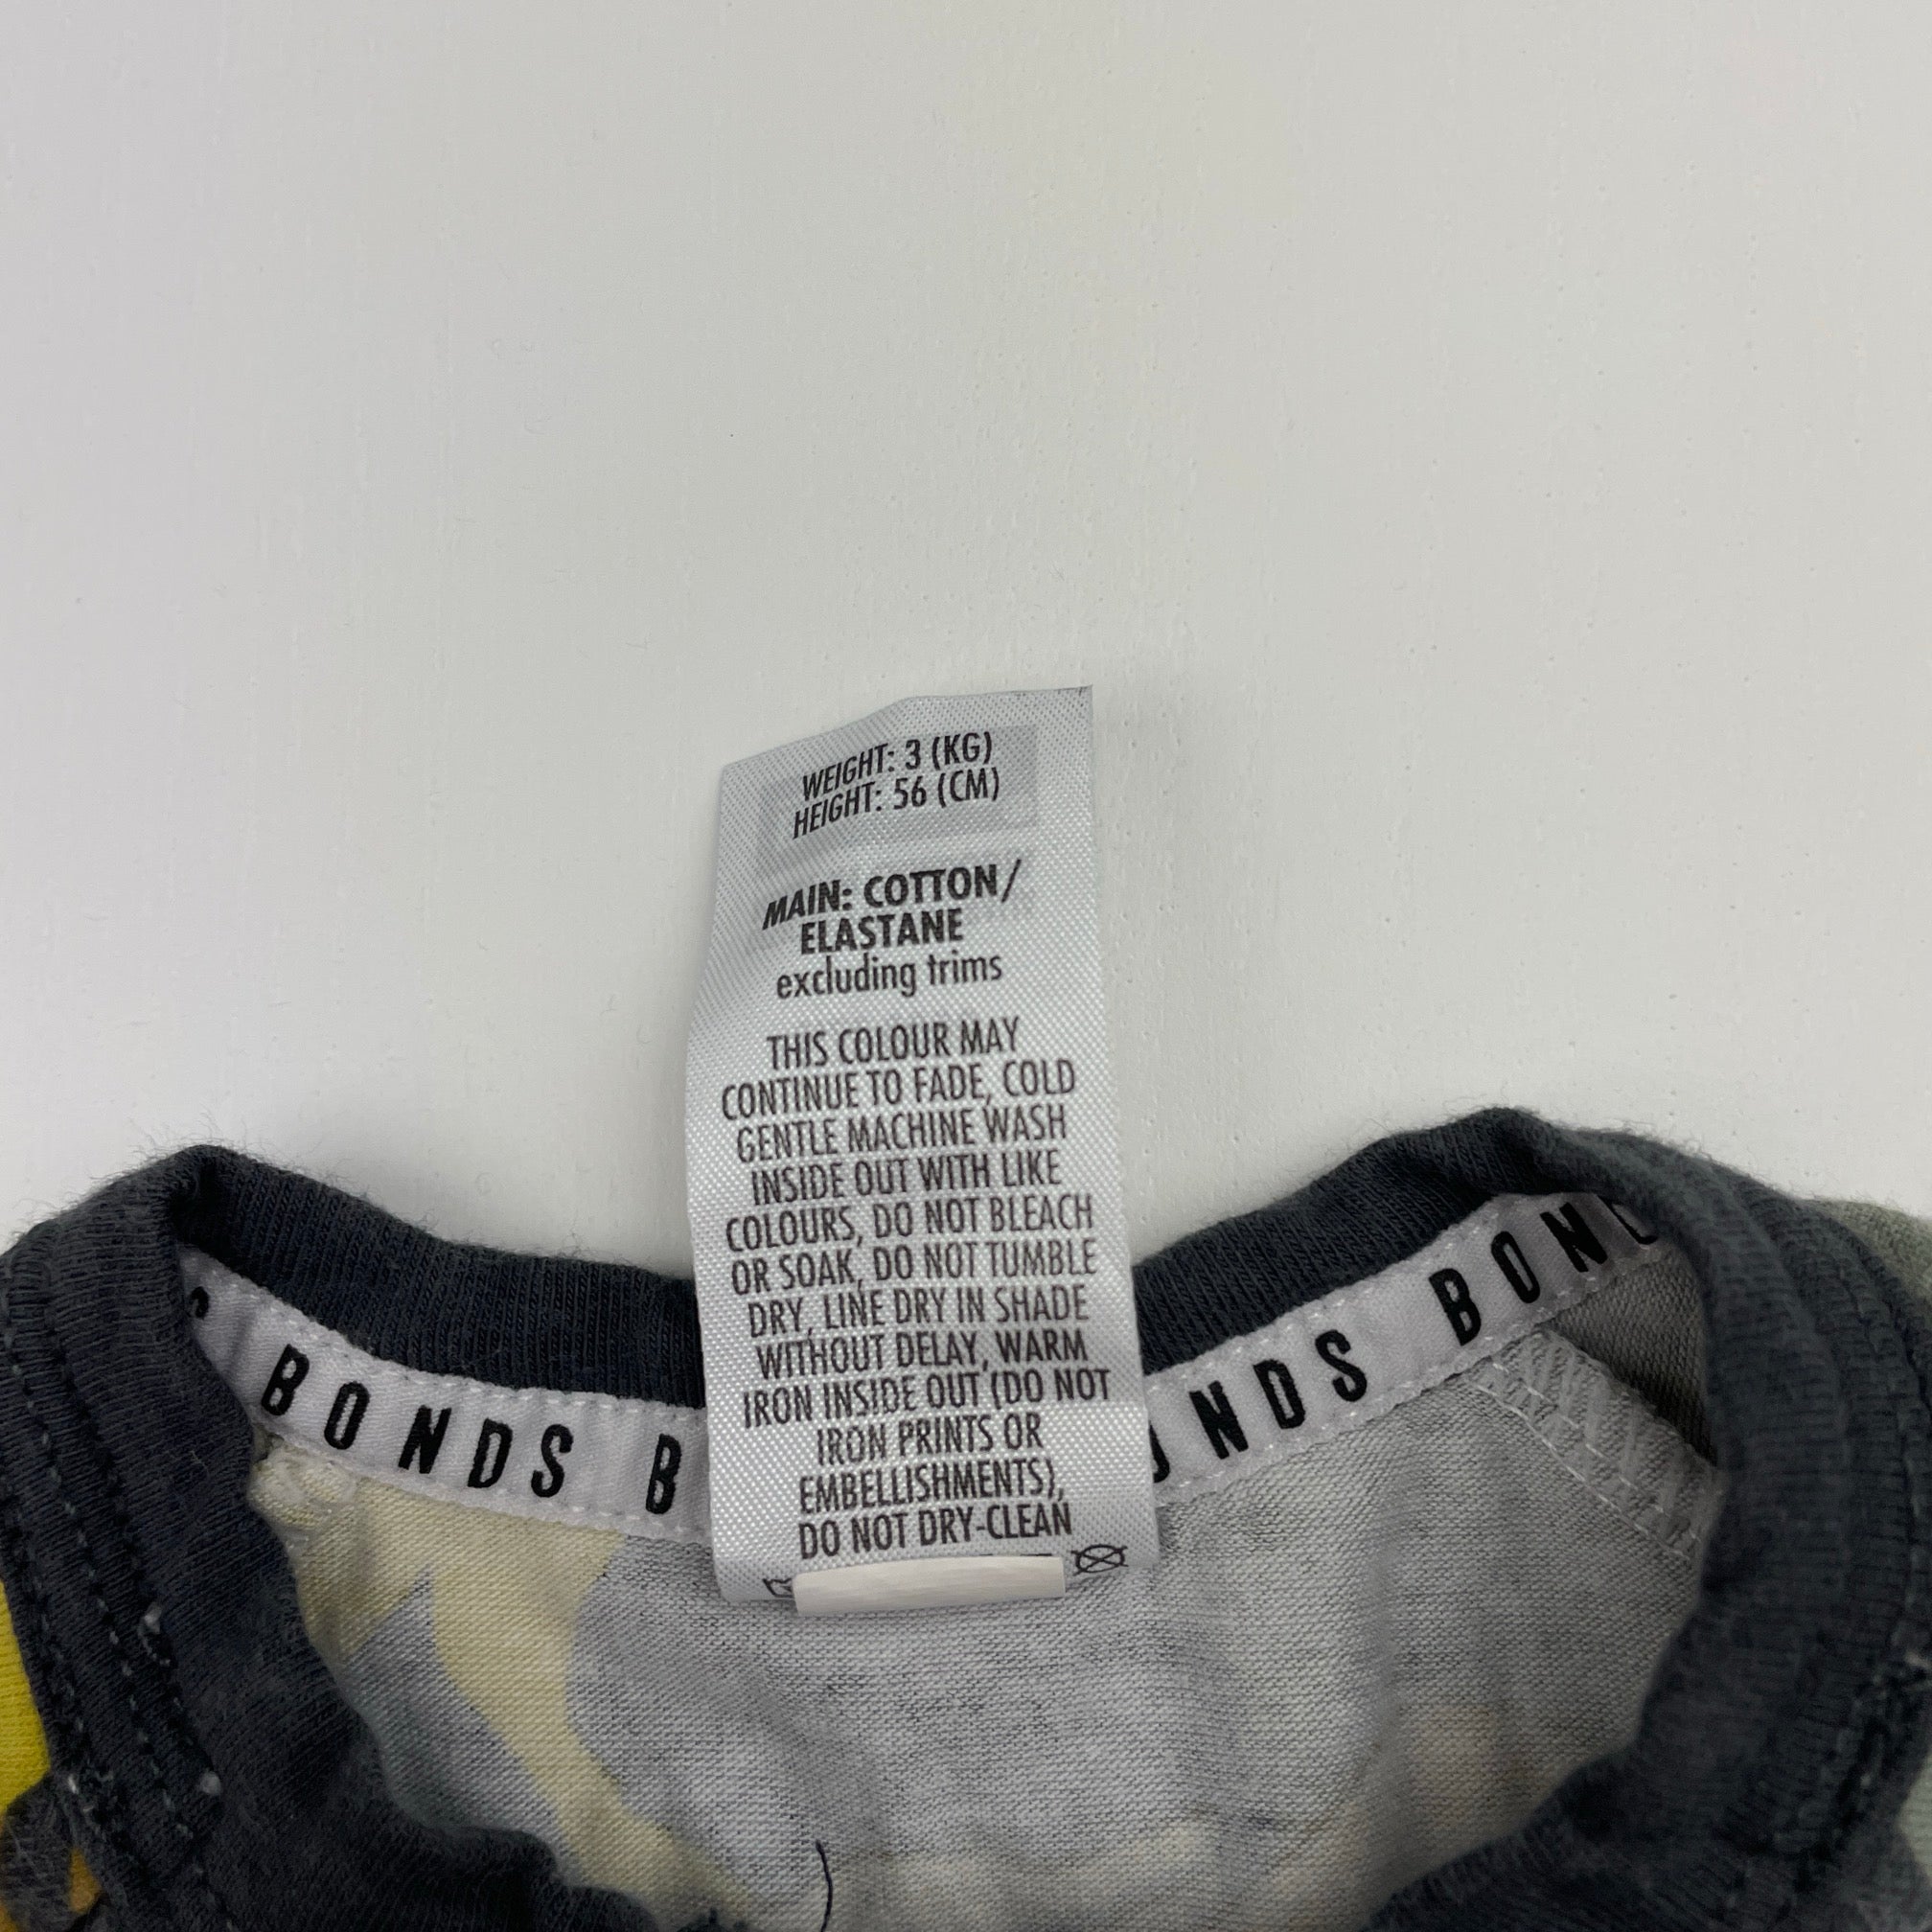 WEIGHT: 3 (KG)
HEIGHT: 56 (CM)
MAIN: COTTON/
ELASTANE
excluding trims
THIS COLOUR MAY
CONTINUE TO FADE, COLD
GENTLE MACHINE WASH
INSIDE OUT WITH LIKE
COLOURS, DO NOT BLEACH
OR SOAK, DO NOT TUMBLE
DRY, LINE DRY IN SHADE
WITHOUT DELAY, WARM
IRON INSIDE OUT (DO NOT
IRON PRINTS OR
EMBELLISHMENTS),
DO NOT DRY-CLEAN
BONDS B
NDS BON